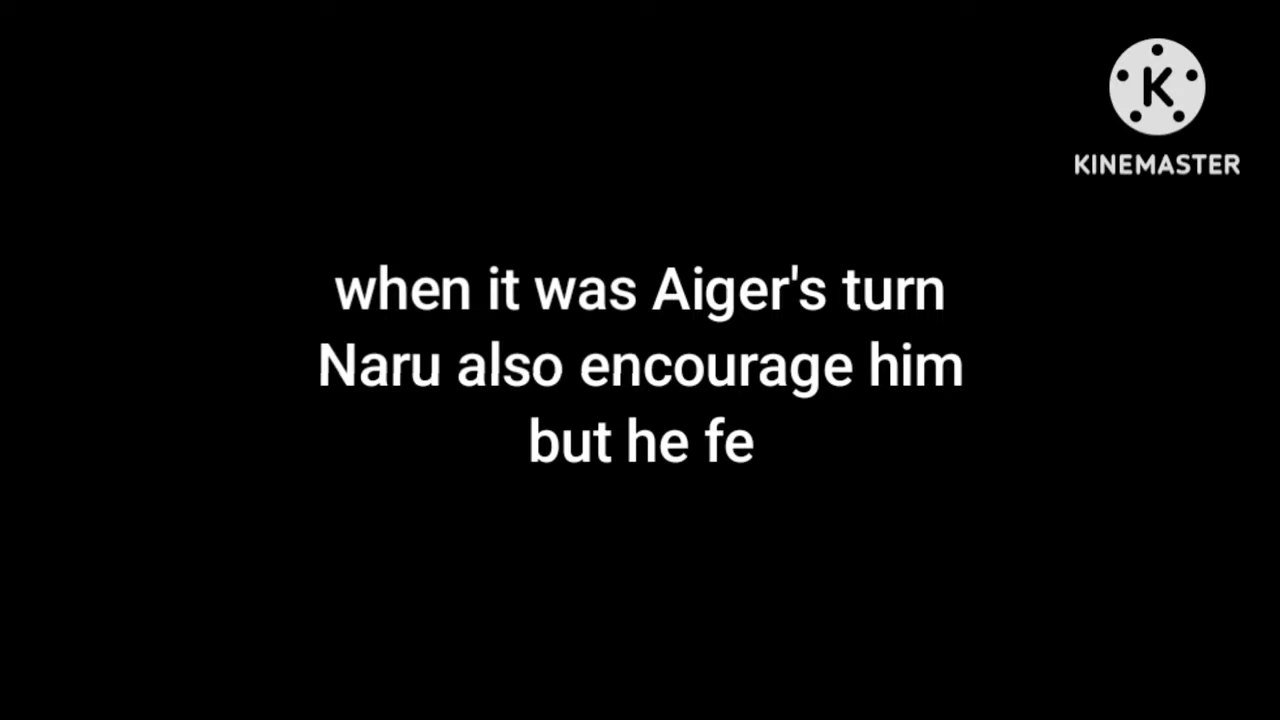 K
KINEMASTER
when it was Aiger's turn
Naru also encourage him
but he fe